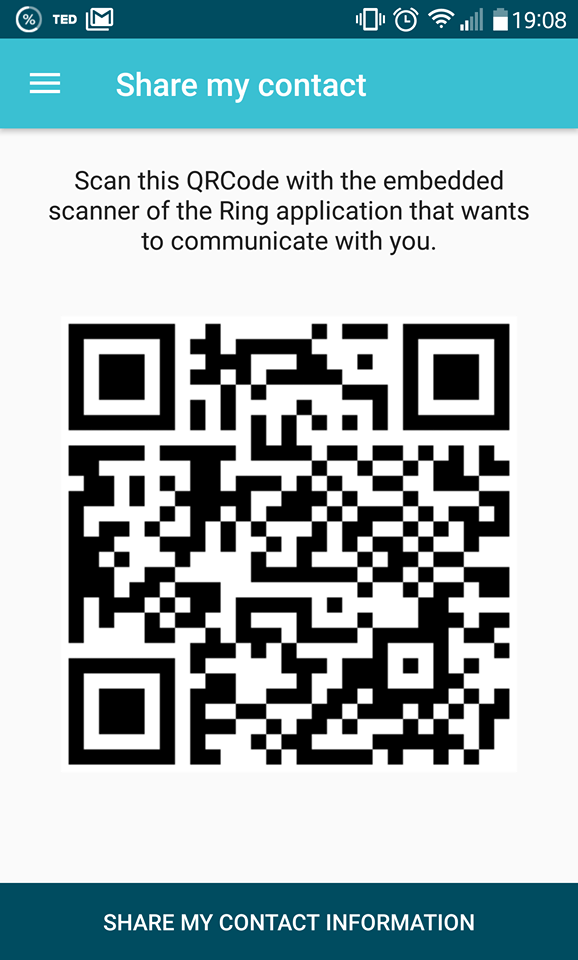 % TED 19:08
Share my contact
Scan this QRCode with the embedded
scanner of the Ring application that wants
to communicate with you.
SHARE MY CONTACT INFORMATION